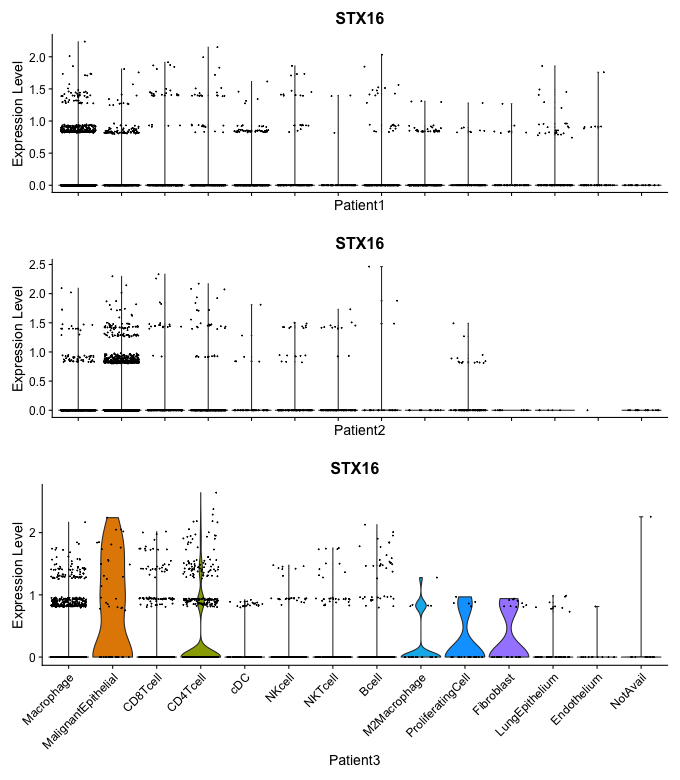 STX16
Expression Level
2.0
1.5
1.0
0.5
0.0
Patient1
STX16
Expression Level
2.5
2.0
1.5
1.0
0.5
0.0
Patient2
STX16
Expression Level
2
1
0
Macrophage
MalignantEpithelial
CD8Tcell
CD4Tcell
cDC
NKcell
NKTcell
Bcell
M2Macrophage
ProliferatingCell
Fibroblast
LungEpithelium
Endothelium
NotAvail
Patient3